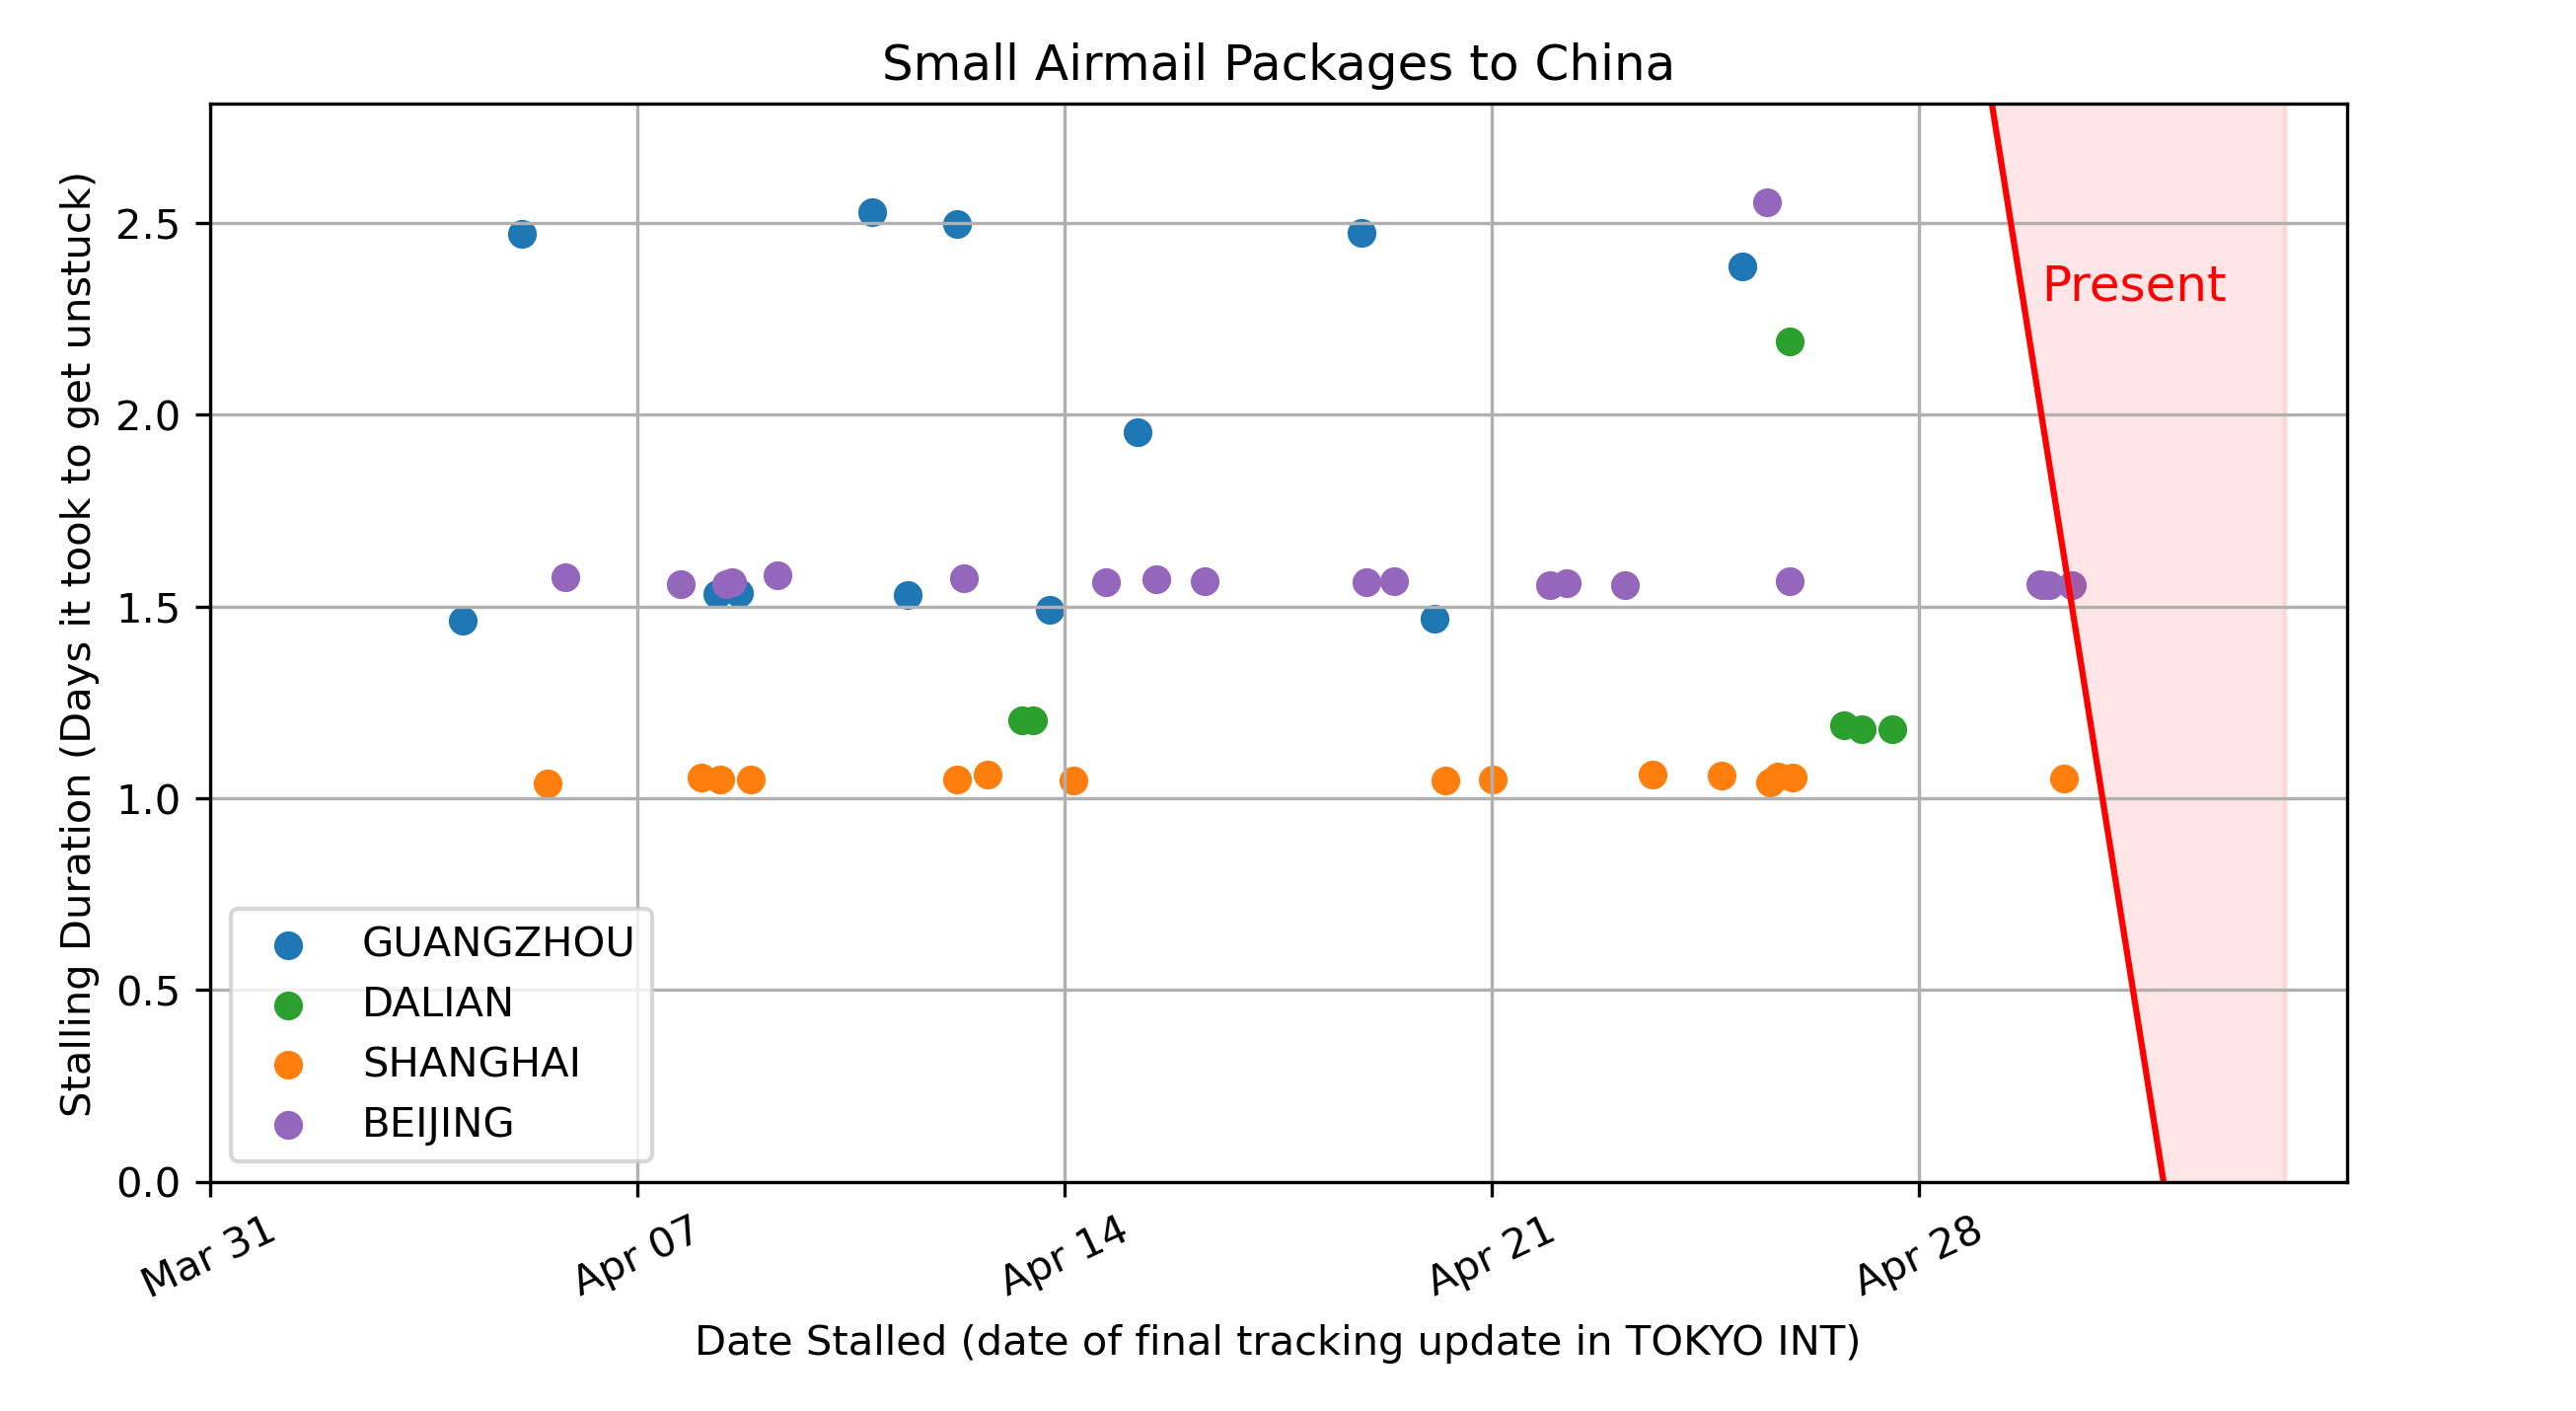 Small Airmail Packages to China
Stalling Duration (Days it took to get unstuck)
2.5
2.0
1.5
1.0
0.5
0.0
Present
GUANGZHOU
DALIAN
SHANGHAI
BEIJING
Mar 31
Apr 07
Apr 14
Apr 21
Apr 28
Date Stalled (date of final tracking update in TOKYO INT)